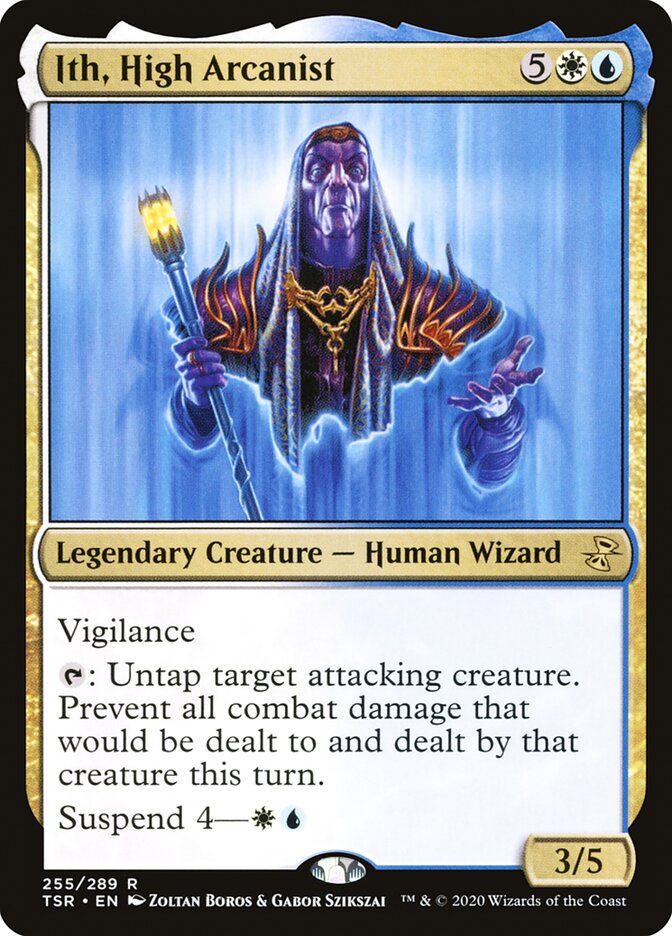 Ith, High Arcanist 5
Legendary Creature — Human Wizard
Vigilance
: Untap target attacking creature.
Prevent all combat damage that
would be dealt to and dealt by that
creature this turn.
Suspend 4—
3/5
255/289 R
TSR • EN Zoltan Boros & Gabor Szikszai ™ & © 2020 Wizards of the Coast